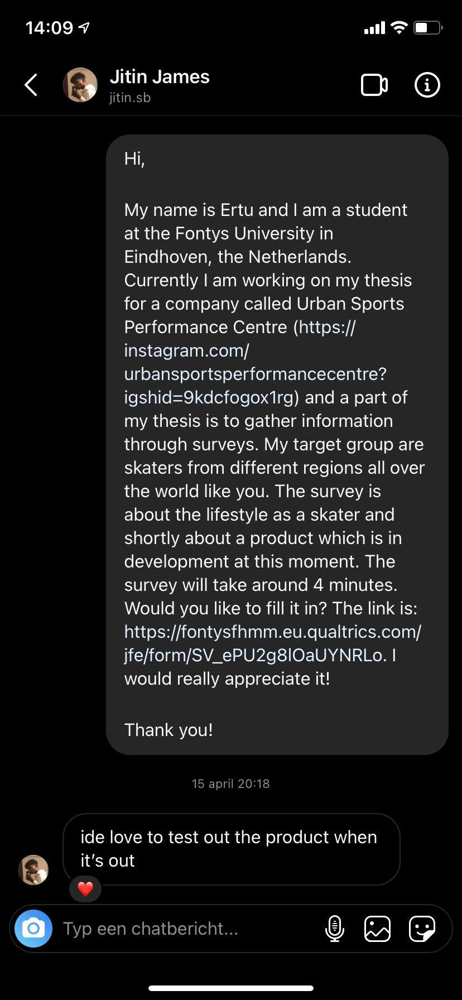 14:09
Jitin James
jitin.sb
Hi,
My name is Ertu and I am a student
at the Fontys University in
Eindhoven, the Netherlands.
Currently I am working on my thesis
for a company called Urban Sports
Performance Centre (https://
instagram.com/
urbansportsperformancecentre?
igshid=9kdcfogox1rg) and a part of
my thesis is to gather information
through surveys. My target group are
skaters from different regions all over
the world like you. The survey is
about the lifestyle as a skater and
shortly about a product which is in
development at this moment. The
survey will take around 4 minutes.
Would you like to fill it in? The link is:
https://fontysfhmm.eu.qualtrics.com/
jfe/form/SV_ePU2g8lOaUYNRLo. I
would really appreciate it!
Thank you!
15 april 20:18
ide love to test out the product when
it’s out
Typ een chatbericht...